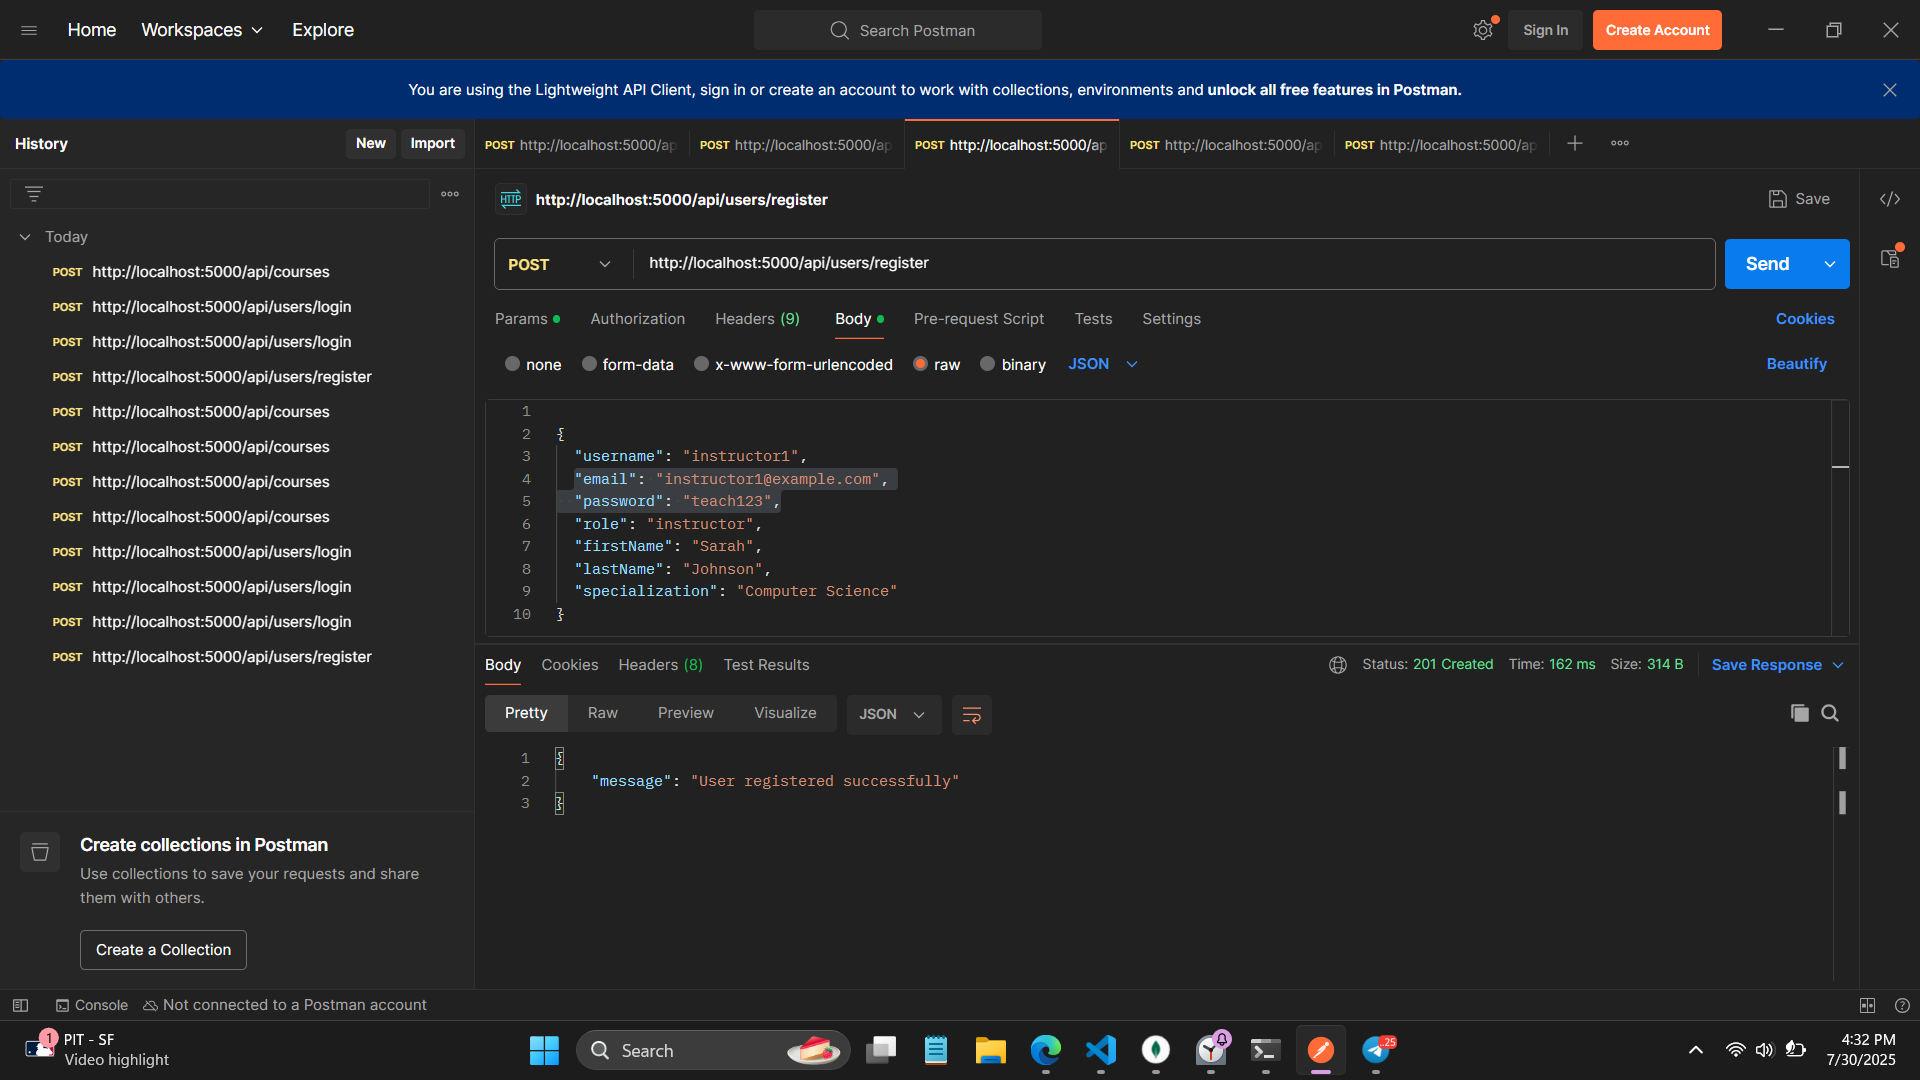 Home
Workspaces
Explore
Search Postman
Sign In
Create Account
You are using the Lightweight API Client, sign in or create an account to work with collections, environments and unlock all free features in Postman.
History
New
Import
POST http://localhost:5000/ap
POST http://localhost:5000/ap
POST http://localhost:5000/ap
POST http://localhost:5000/ap
POST http://localhost:5000/ap
Today
POST http://localhost:5000/api/courses
POST http://localhost:5000/api/users/login
POST http://localhost:5000/api/users/login
POST http://localhost:5000/api/users/register
POST http://localhost:5000/api/courses
POST http://localhost:5000/api/courses
POST http://localhost:5000/api/courses
POST http://localhost:5000/api/courses
POST http://localhost:5000/api/users/login
POST http://localhost:5000/api/users/login
POST http://localhost:5000/api/users/login
POST http://localhost:5000/api/users/register
Create collections in Postman
Use collections to save your requests and share
them with others.
Create a Collection
HTTP http://localhost:5000/api/users/register
Save
POST
http://localhost:5000/api/users/register
Send
Params
Authorization
Headers (9)
Body
Pre-request Script
Tests
Settings
Cookies
none
form-data
x-www-form-urlencoded
raw
binary
JSON
Beautify
1
2 {
3 "username": "instructor1",
4 "email": "instructor1@example.com",
5 "password": "teach123",
6 "role": "instructor",
7 "firstName": "Sarah",
8 "lastName": "Johnson",
9 "specialization": "Computer Science"
10 }
Body
Cookies
Headers (8)
Test Results
Status: 201 Created
Time: 162 ms
Size: 314 B
Save Response
Pretty
Raw
Preview
Visualize
JSON
1 {
2 "message": "User registered successfully"
3 }
Console
Not connected to a Postman account
1
PIT - SF
Video highlight
Search
25
4:32 PM
7/30/2025